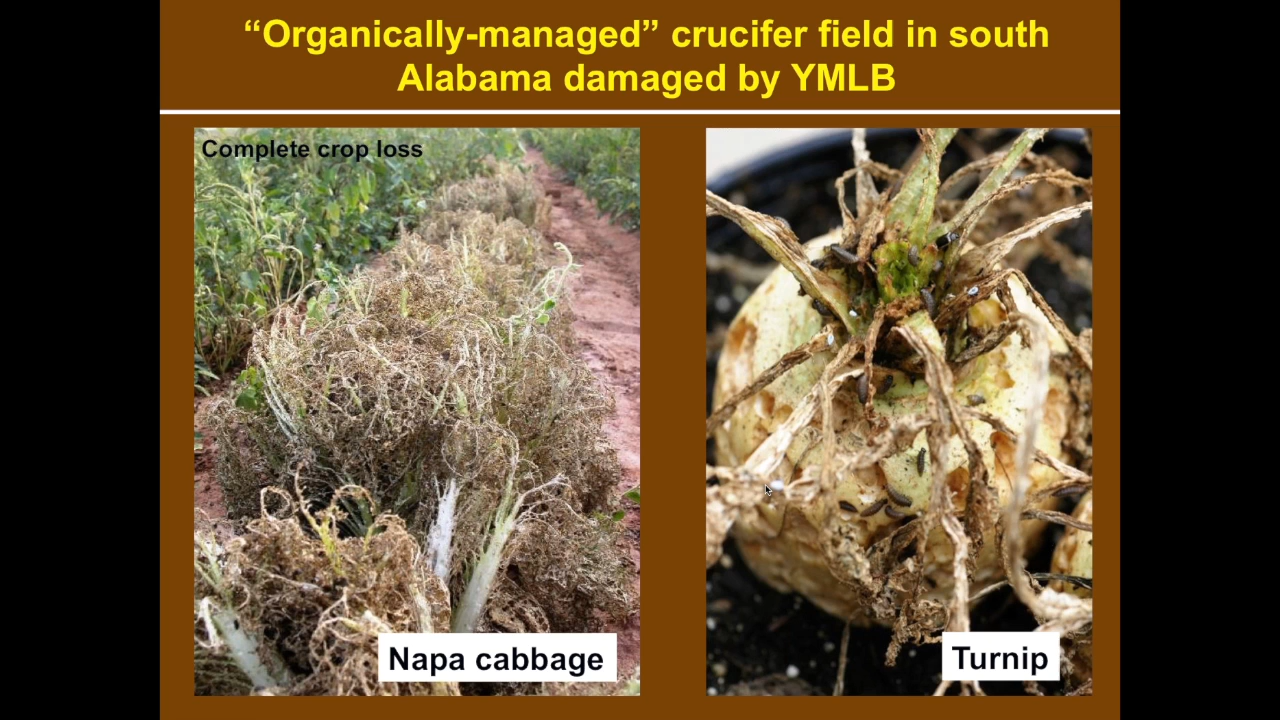 “Organically-managed” crucifer field in south
Alabama damaged by YMLB
Complete crop loss
Napa cabbage
Turnip